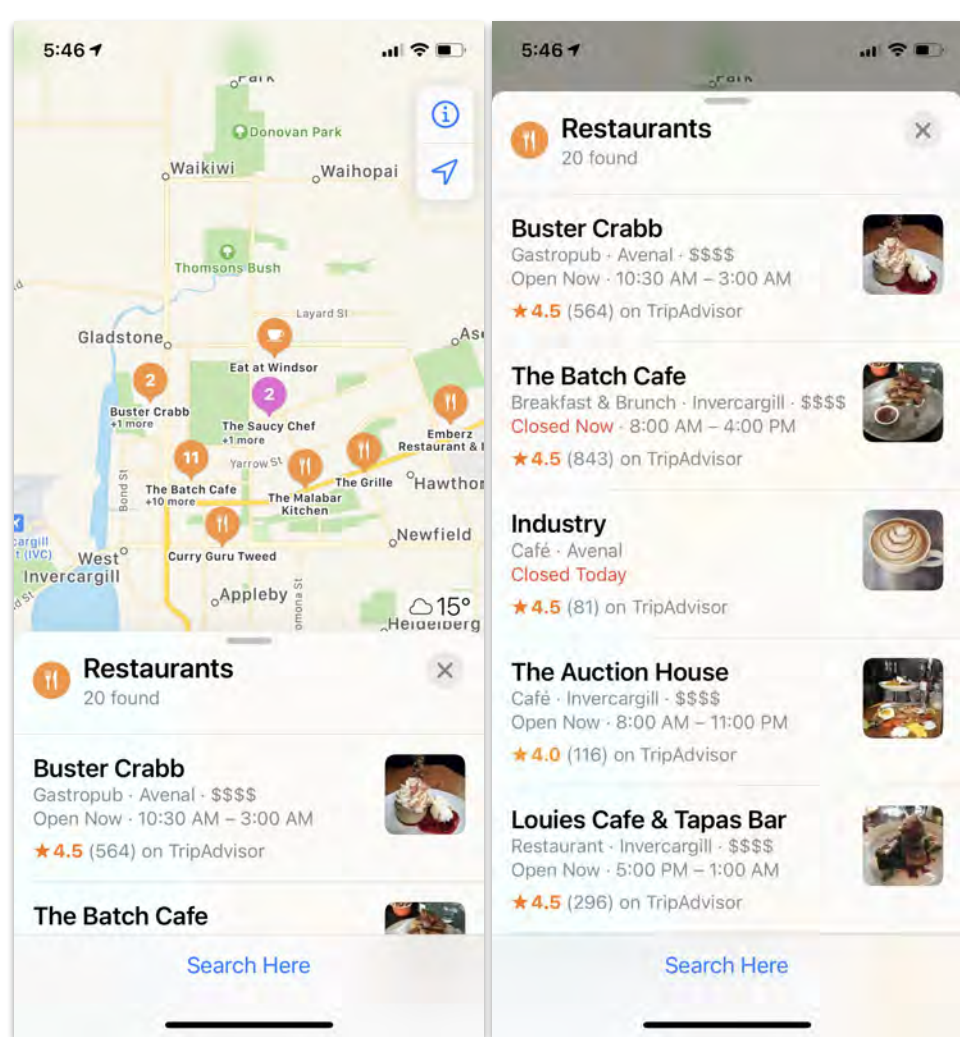 5:46
Park
Donovan Park
Waikiwi
Waihopai
Thomsons Bush
Layard St
Gladstone
Eat at Windsor
2
Buster Crabb
+1 more
2
The Saucy Chef
+1 more
Emberz
Restaurant &
11
The Batch Cafe
+10 more
Yarrow St
The Malabar
Kitchen
The Grille
Hawthor
Bond St
Curry Guru Tweed
Newfield
cargill
t (IVC)
West
Invercargill
Appleby
omona St
15°
Heidelberg
Restaurants
20 found
Buster Crabb
Gastropub · Avenal · $$$$
Open Now · 10:30 AM – 3:00 AM
★4.5 (564) on TripAdvisor
The Batch Cafe
Search Here
5:46
Park
Restaurants
20 found
Buster Crabb
Gastropub · Avenal · $$$$
Open Now · 10:30 AM – 3:00 AM
★4.5 (564) on TripAdvisor
The Batch Cafe
Breakfast & Brunch · Invercargill · $$$$
Closed Now · 8:00 AM – 4:00 PM
★4.5 (843) on TripAdvisor
Industry
Café · Avenal
Closed Today
★4.5 (81) on TripAdvisor
The Auction House
Café · Invercargill · $$$$
Open Now · 8:00 AM – 11:00 PM
★4.0 (116) on TripAdvisor
Louies Cafe & Tapas Bar
Restaurant · Invercargill · $$$$
Open Now · 5:00 PM – 1:00 AM
★4.5 (296) on TripAdvisor
Search Here